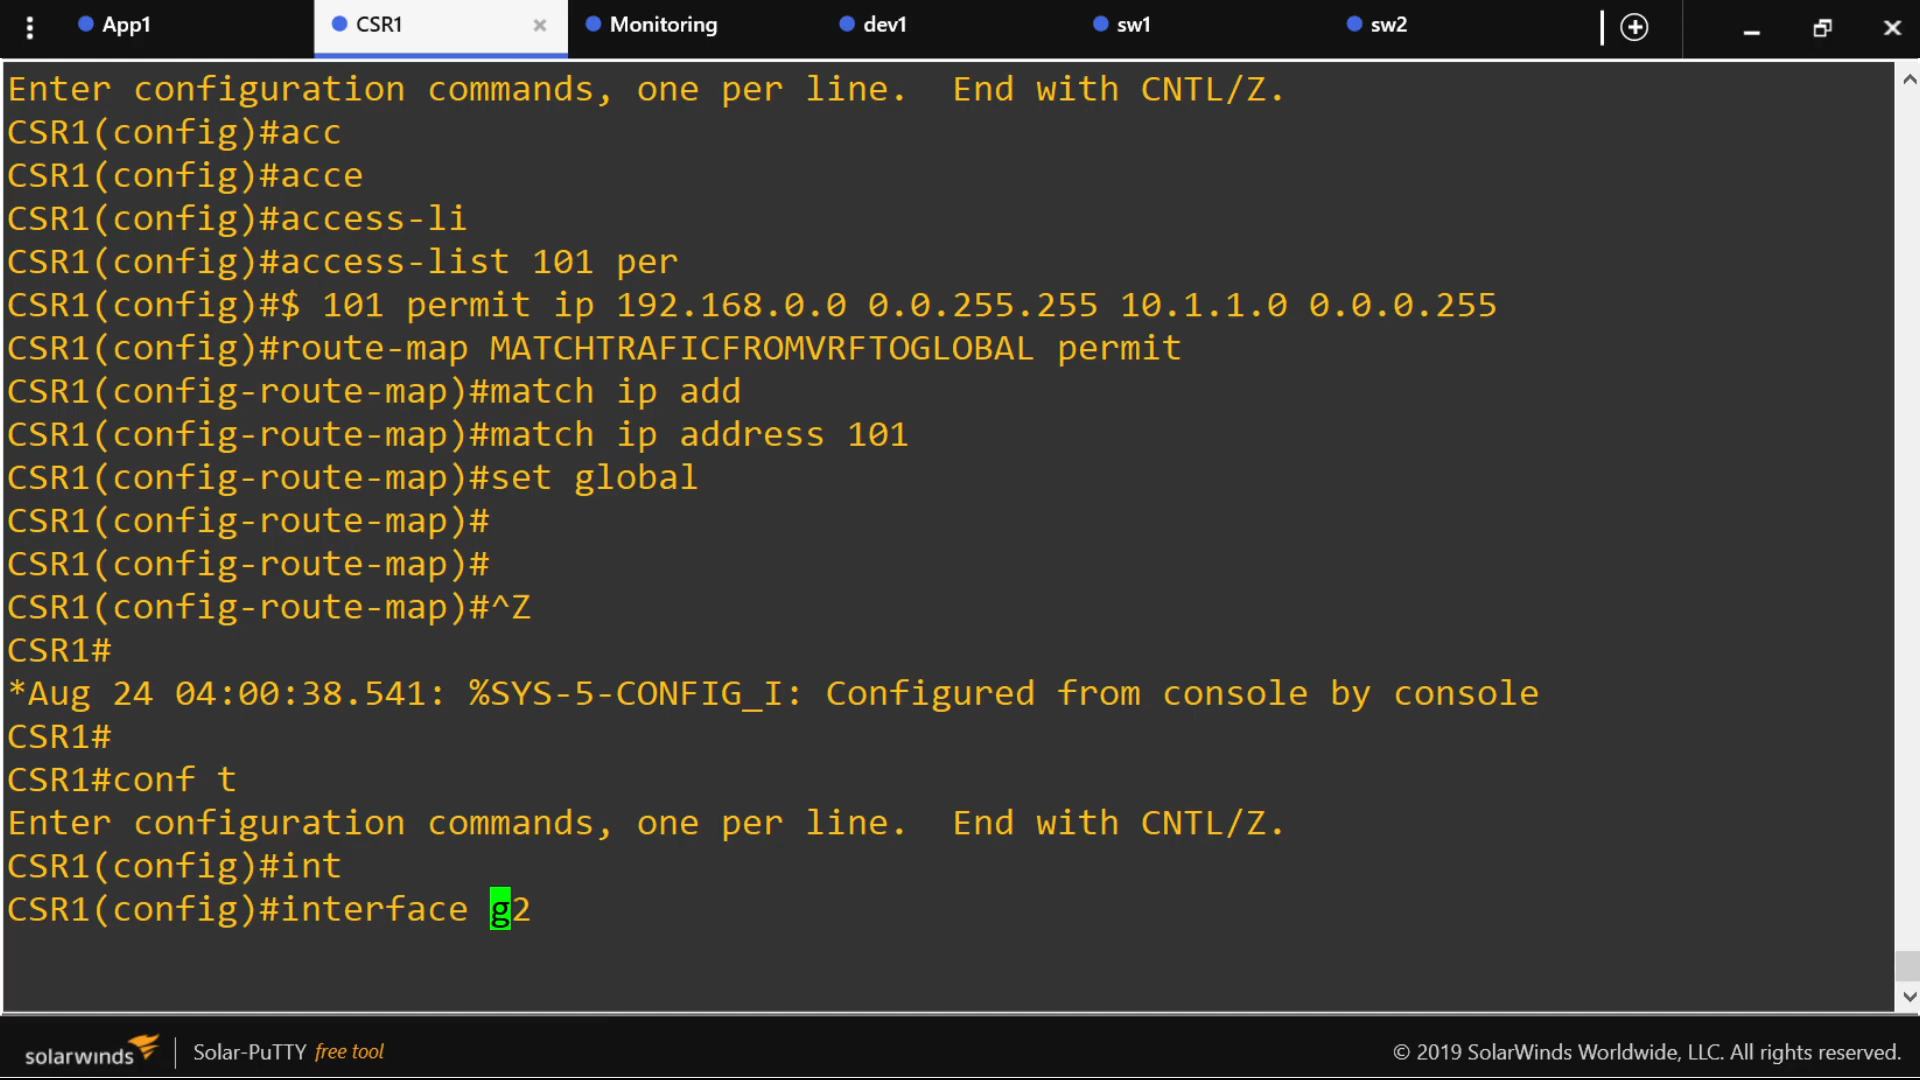 App1
CSR1
Monitoring
dev1
sw1
sw2
Enter configuration commands, one per line.  End with CNTL/Z.
CSR1(config)#acc
CSR1(config)#acce
CSR1(config)#access-li
CSR1(config)#access-list 101 per
CSR1(config)#$ 101 permit ip 192.168.0.0 0.0.255.255 10.1.1.0 0.0.0.255
CSR1(config)#route-map MATCHTRAFICFROMVRFTOGLOBAL permit
CSR1(config-route-map)#match ip add
CSR1(config-route-map)#match ip address 101
CSR1(config-route-map)#set global
CSR1(config-route-map)#
CSR1(config-route-map)#
CSR1(config-route-map)#^Z
CSR1#
*Aug 24 04:00:38.541: %SYS-5-CONFIG_I: Configured from console by console
CSR1#
CSR1#conf t
Enter configuration commands, one per line.  End with CNTL/Z.
CSR1(config)#int
CSR1(config)#interface g2
solarwinds
Solar-PuTTY free tool
© 2019 SolarWinds Worldwide, LLC. All rights reserved.